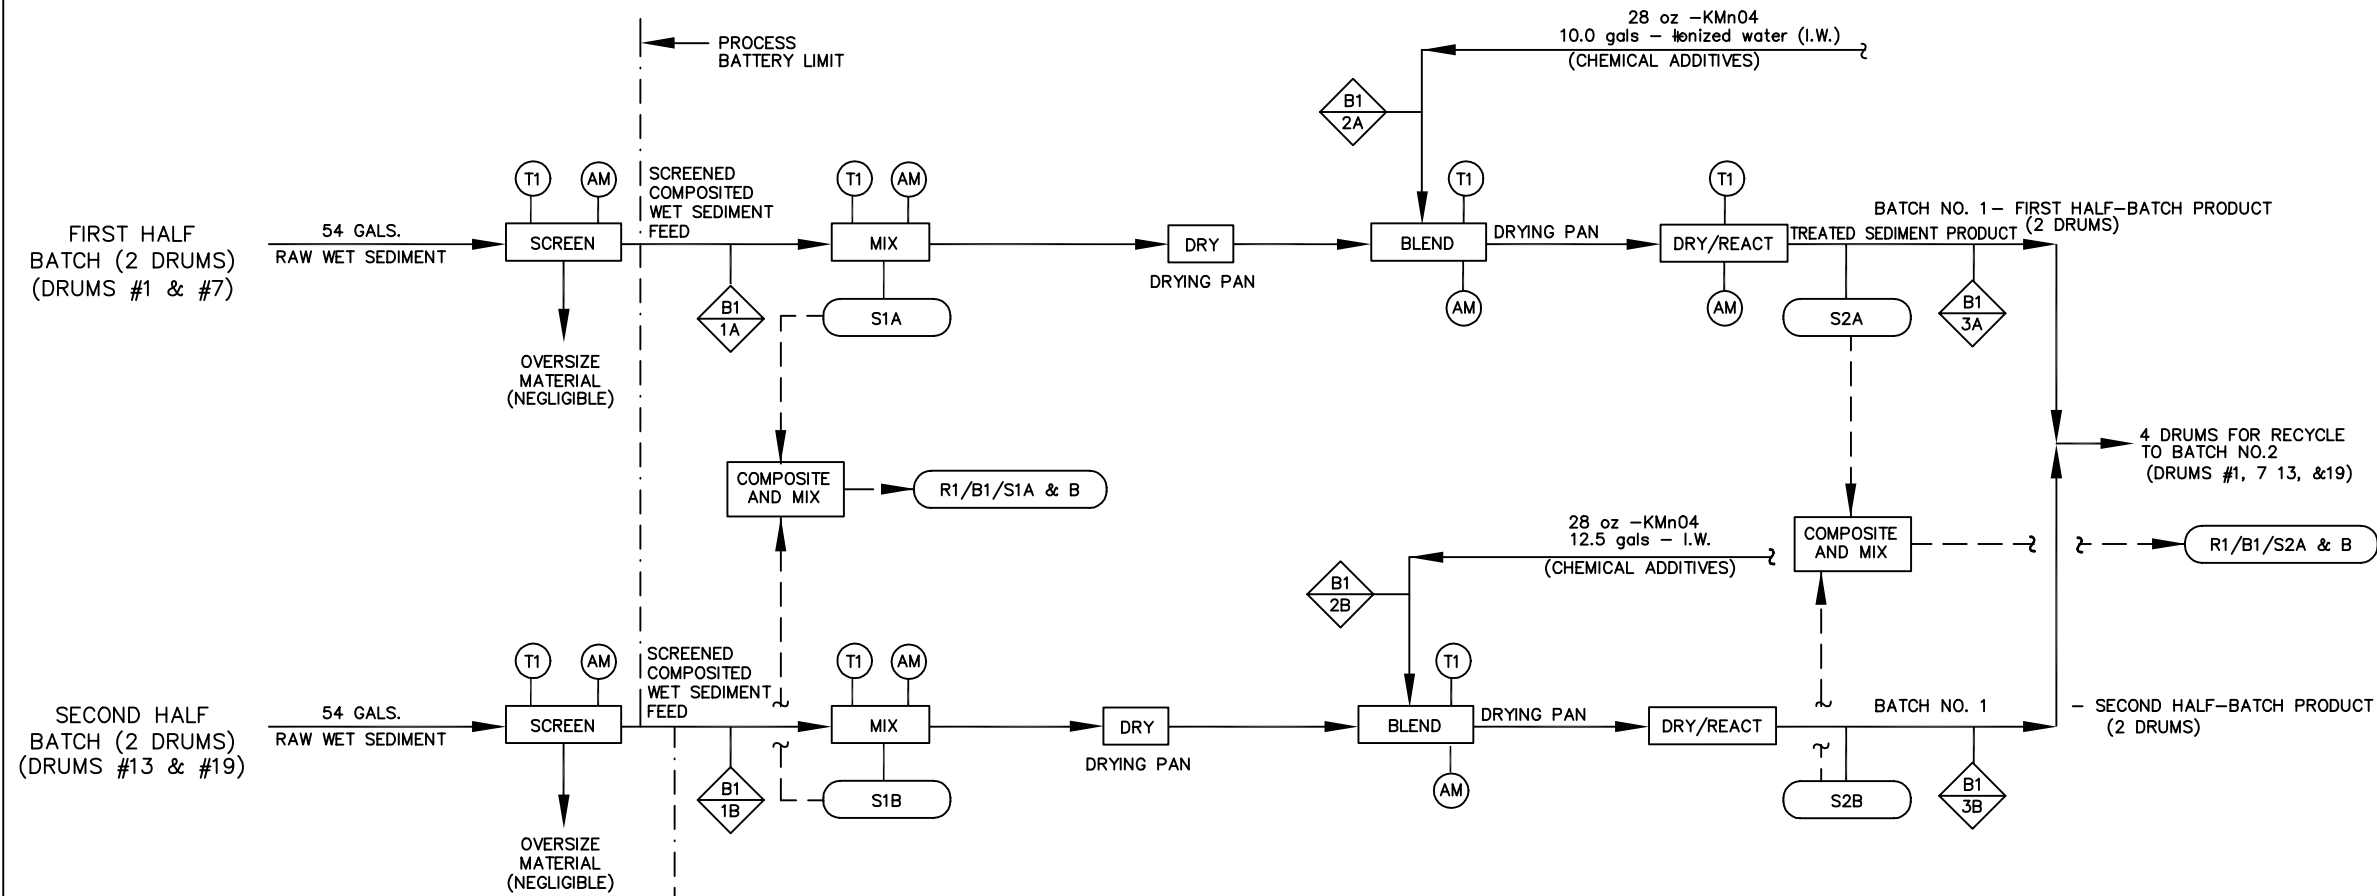 28 oz –KMn04
10.0 gals – Ionized water (I.W.)
(CHEMICAL ADDITIVES)
PROCESS
BATTERY LIMIT
B1
2A
T1
AM
SCREENED
COMPOSITED
WET SEDIMENT
FEED
T1
AM
T1
T1
FIRST HALF
BATCH (2 DRUMS)
(DRUMS #1 & #7)
54 GALS.
RAW WET SEDIMENT
SCREEN
MIX
DRY
DRYING PAN
BLEND
DRYING PAN
DRY/REACT
BATCH NO. 1– FIRST HALF–BATCH PRODUCT
(2 DRUMS)
TREATED SEDIMENT PRODUCT
OVERSIZE
MATERIAL
(NEGLIGIBLE)
B1
1A
S1A
AM
AM
S2A
B1
3A
COMPOSITE
AND MIX
R1/B1/S1A & B
4 DRUMS FOR RECYCLE
TO BATCH NO.2
(DRUMS #1, 7 13, &19)
28 oz –KMn04
12.5 gals – I.W.
(CHEMICAL ADDITIVES)
COMPOSITE
AND MIX
R1/B1/S2A & B
B1
2B
T1
AM
SCREENED
COMPOSITED
WET SEDIMENT
FEED
T1
AM
T1
SECOND HALF
BATCH (2 DRUMS)
(DRUMS #13 & #19)
54 GALS.
RAW WET SEDIMENT
SCREEN
MIX
DRY
DRYING PAN
BLEND
DRYING PAN
DRY/REACT
BATCH NO. 1
– SECOND HALF–BATCH PRODUCT
(2 DRUMS)
OVERSIZE
MATERIAL
(NEGLIGIBLE)
B1
1B
S1B
AM
S2B
B1
3B